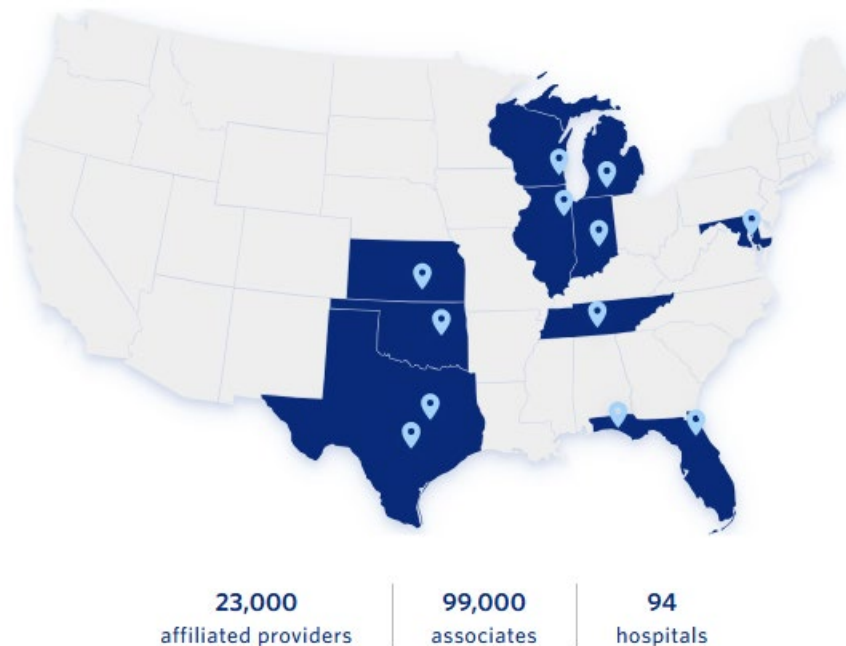 23,000
affiliated providers
99,000
associates
94
hospitals